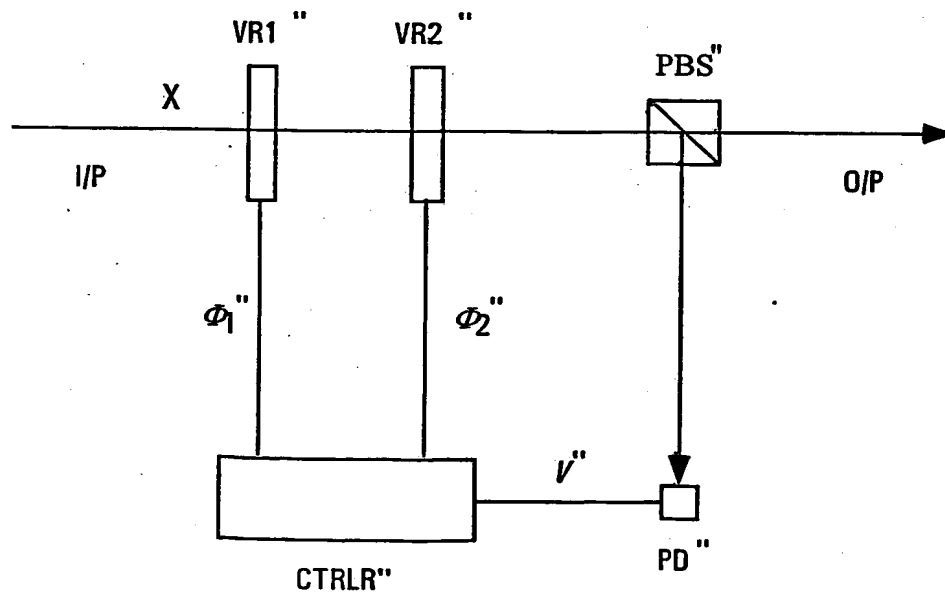 VR1"
VR2"
PBS"
X
I/P
O/P
Φ1"
Φ2"
V"
CTRLR"
PD"